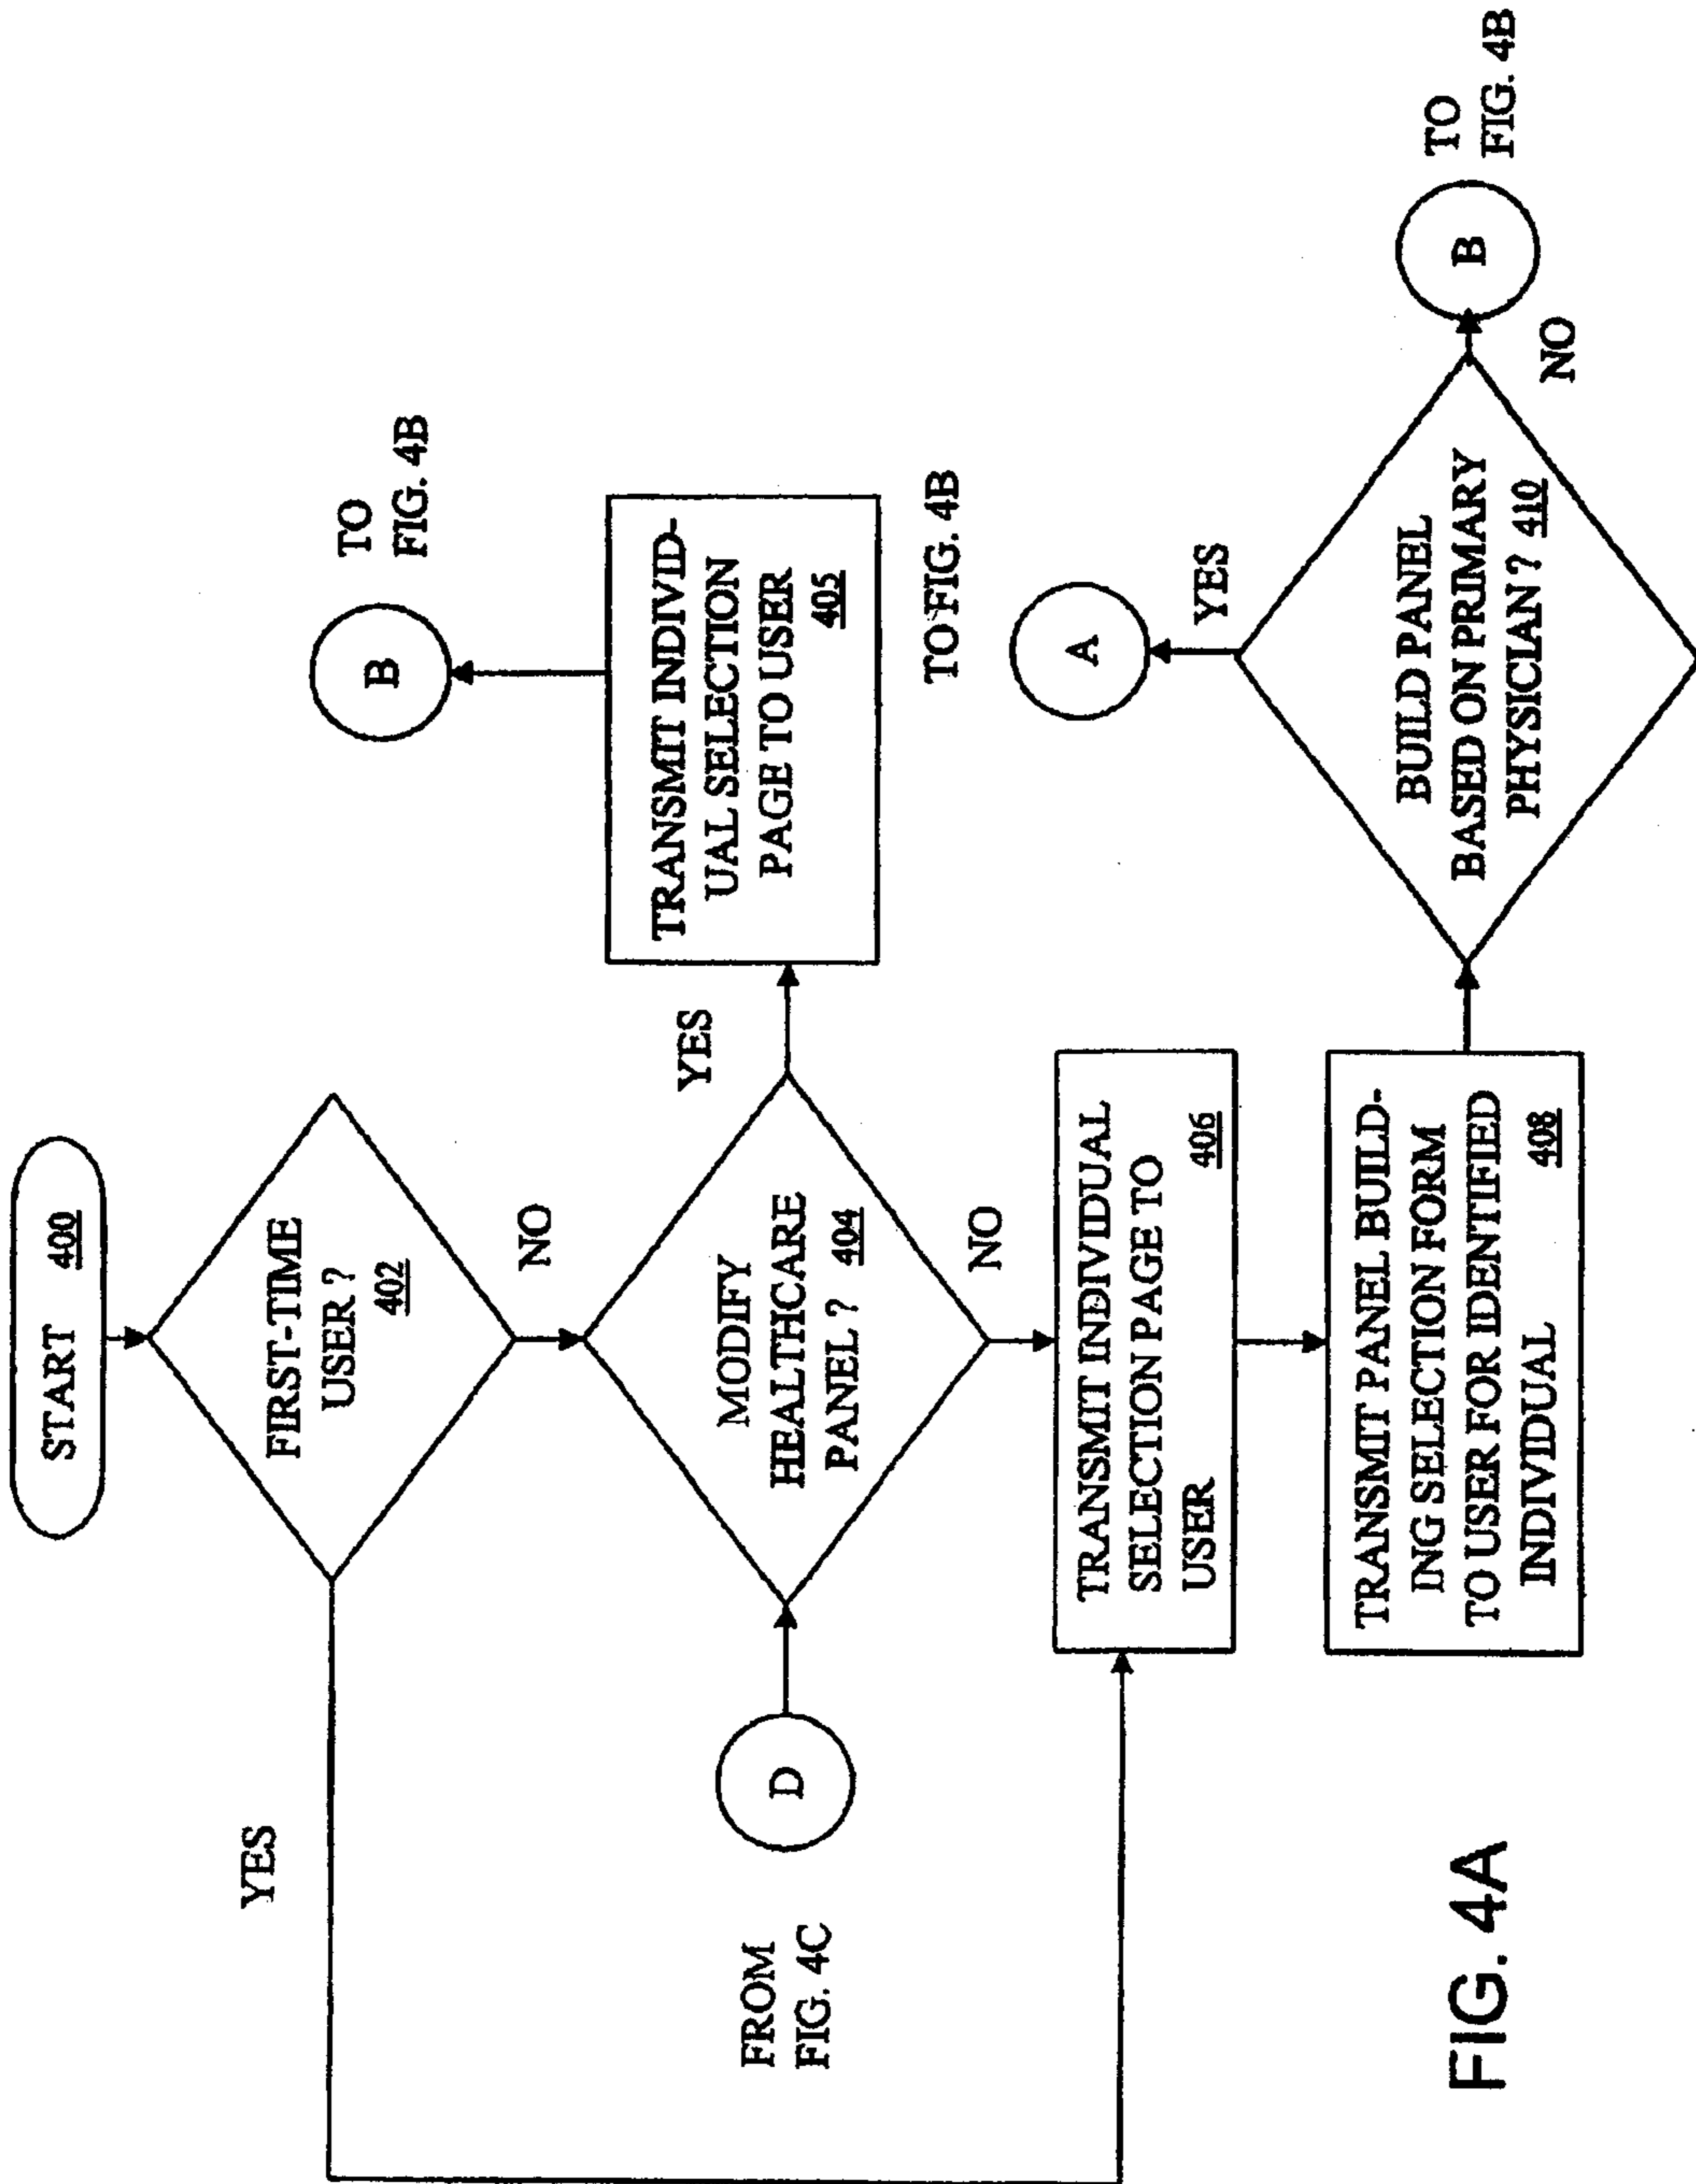 START 400
FIRST-TIME
USER ?
402
YES
NO
FROM
FIG. 4C
D
MODIFY
HEALTHCARE
PANEL ? 404
YES
NO
TRANSMIT INDIVID-
UAL SELECTION
PAGE TO USER
405
B
TO
FIG. 4B
TRANSMIT INDIVIDUAL
SELECTION PAGE TO
USER 406
TRANSMIT PANEL BUILD-
ING SELECTION FORM
TO USER FOR IDENTIFIED
INDIVIDUAL 408
BUILD PANEL
BASED ON PRIMARY
PHYSICIAN ? 410
YES
A
TO FIG. 4B
NO
B
TO
FIG. 4B
FIG. 4A